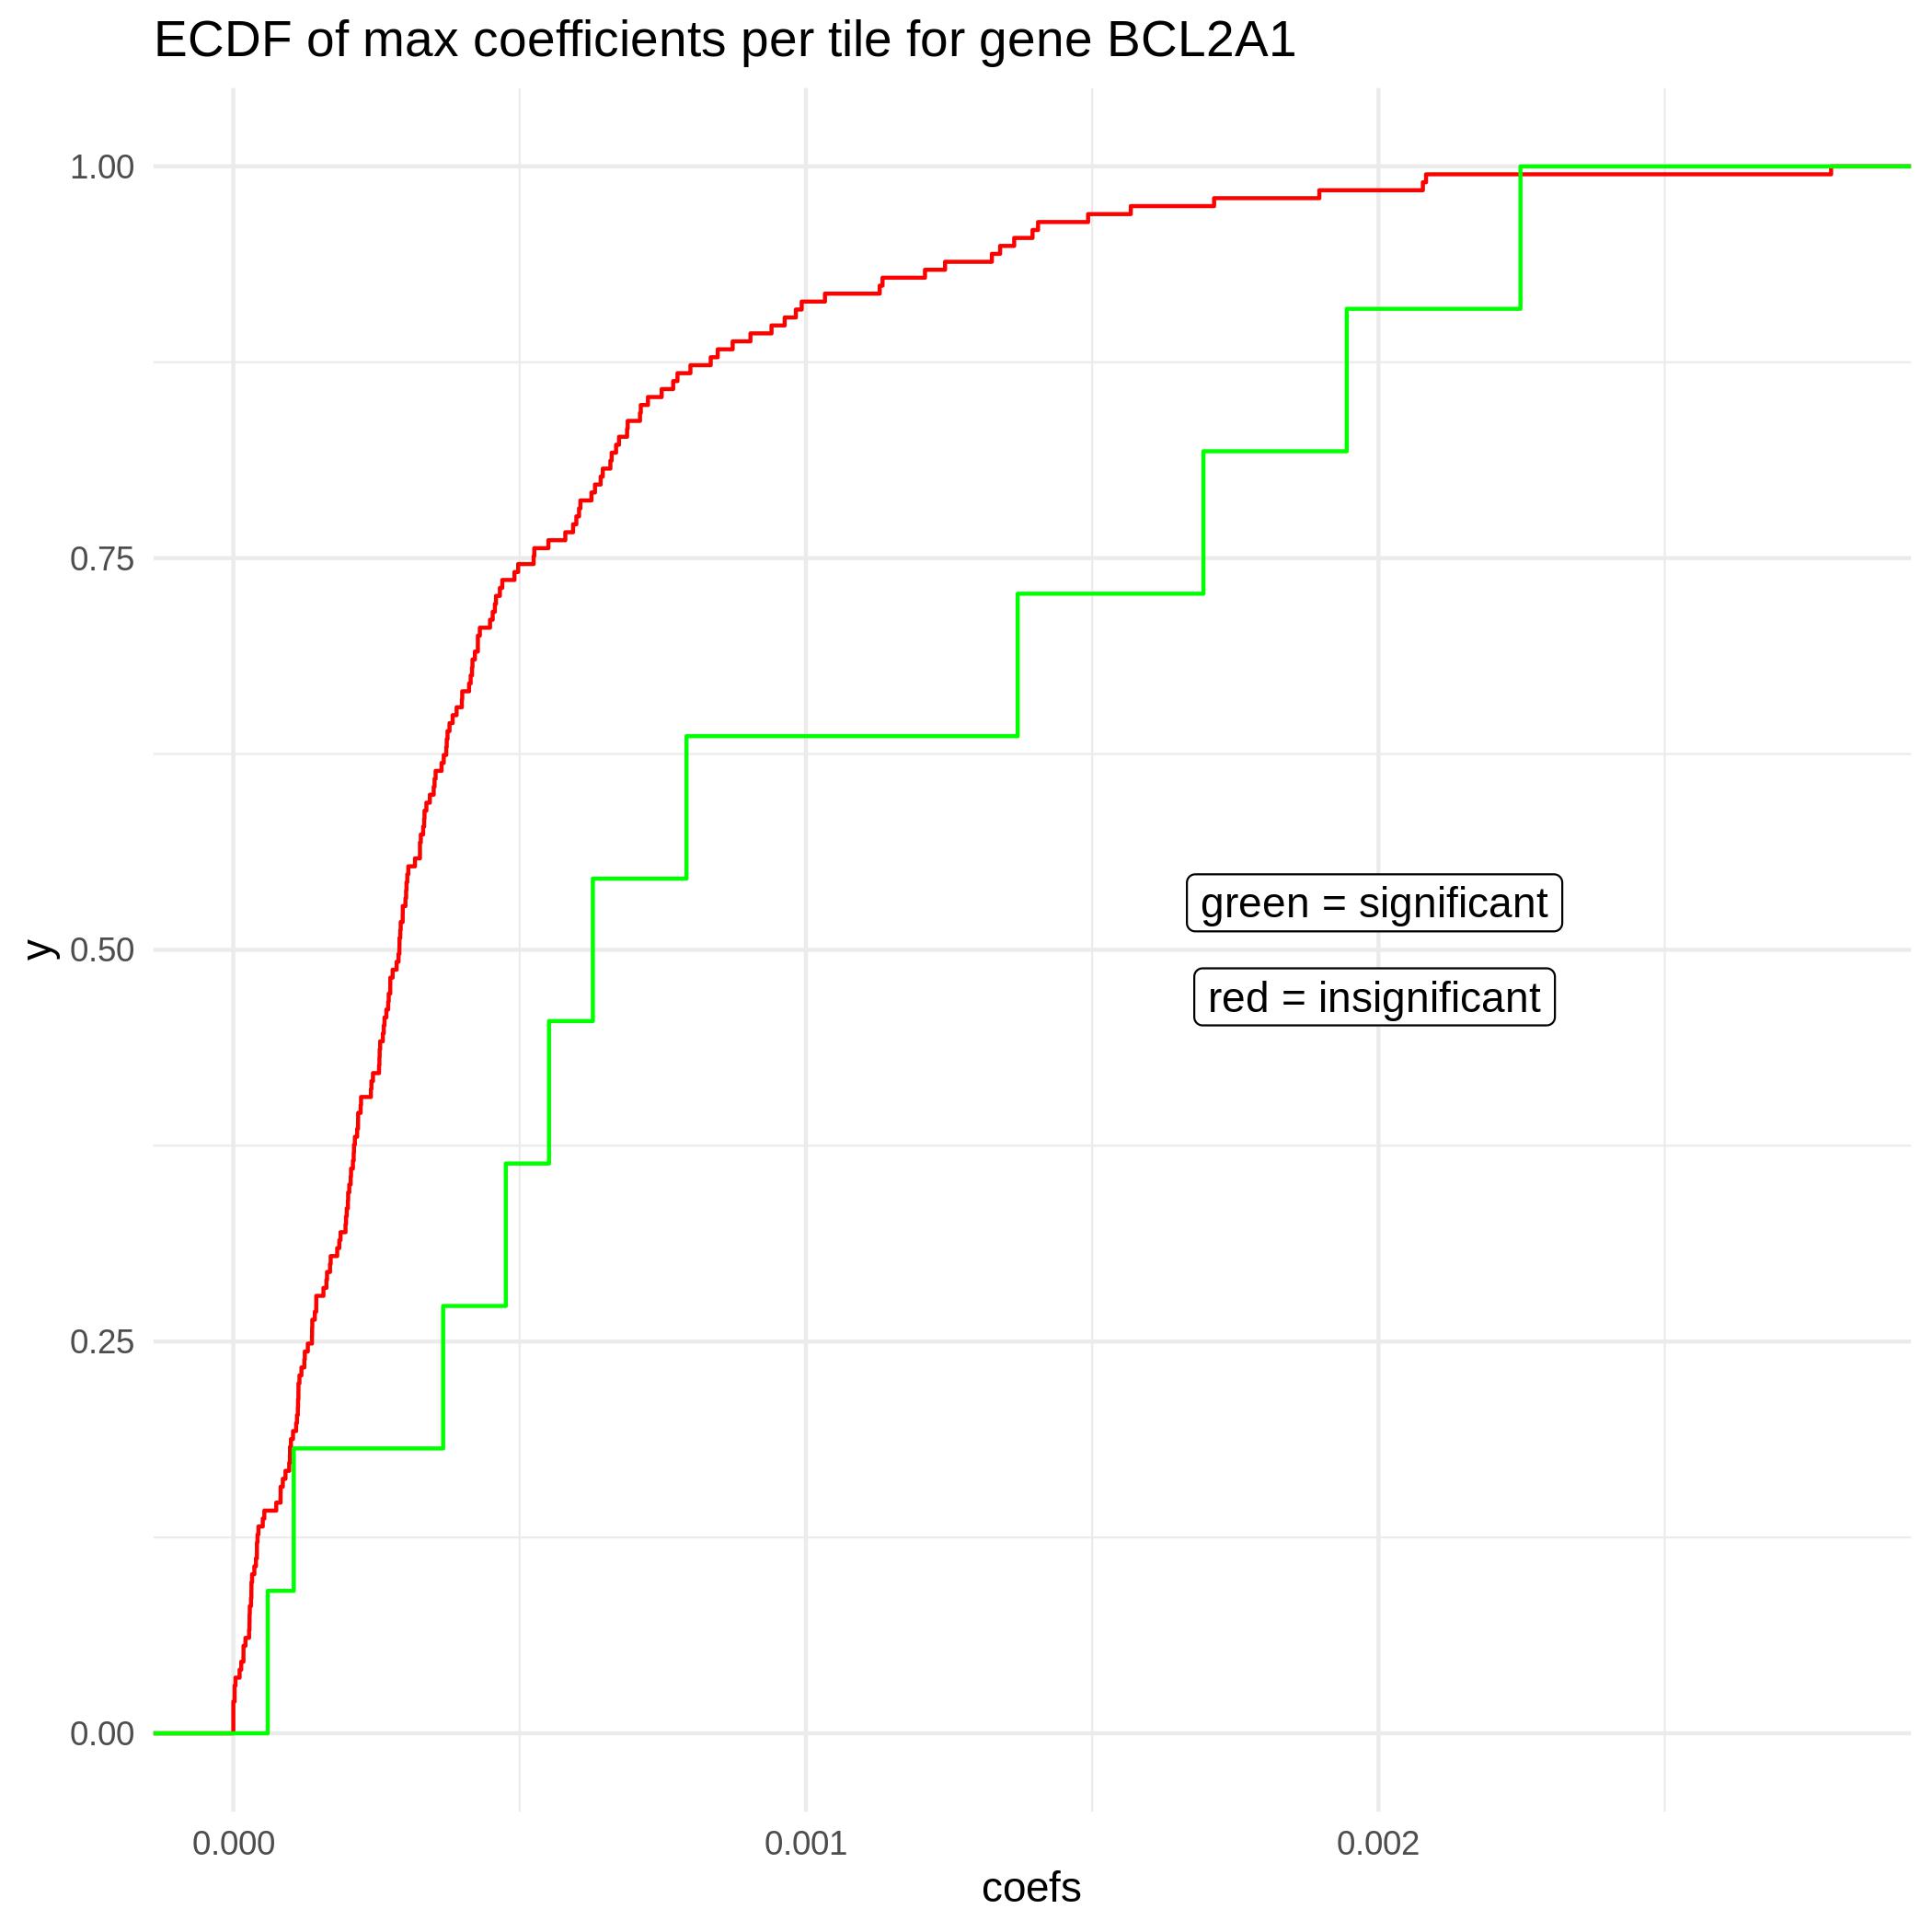 ECDF of max coefficients per tile for gene BCL2A1
1.00
0.75
0.50
0.25
0.00
y
green = significant
red = insignificant
0.000
0.001
0.002
coefs